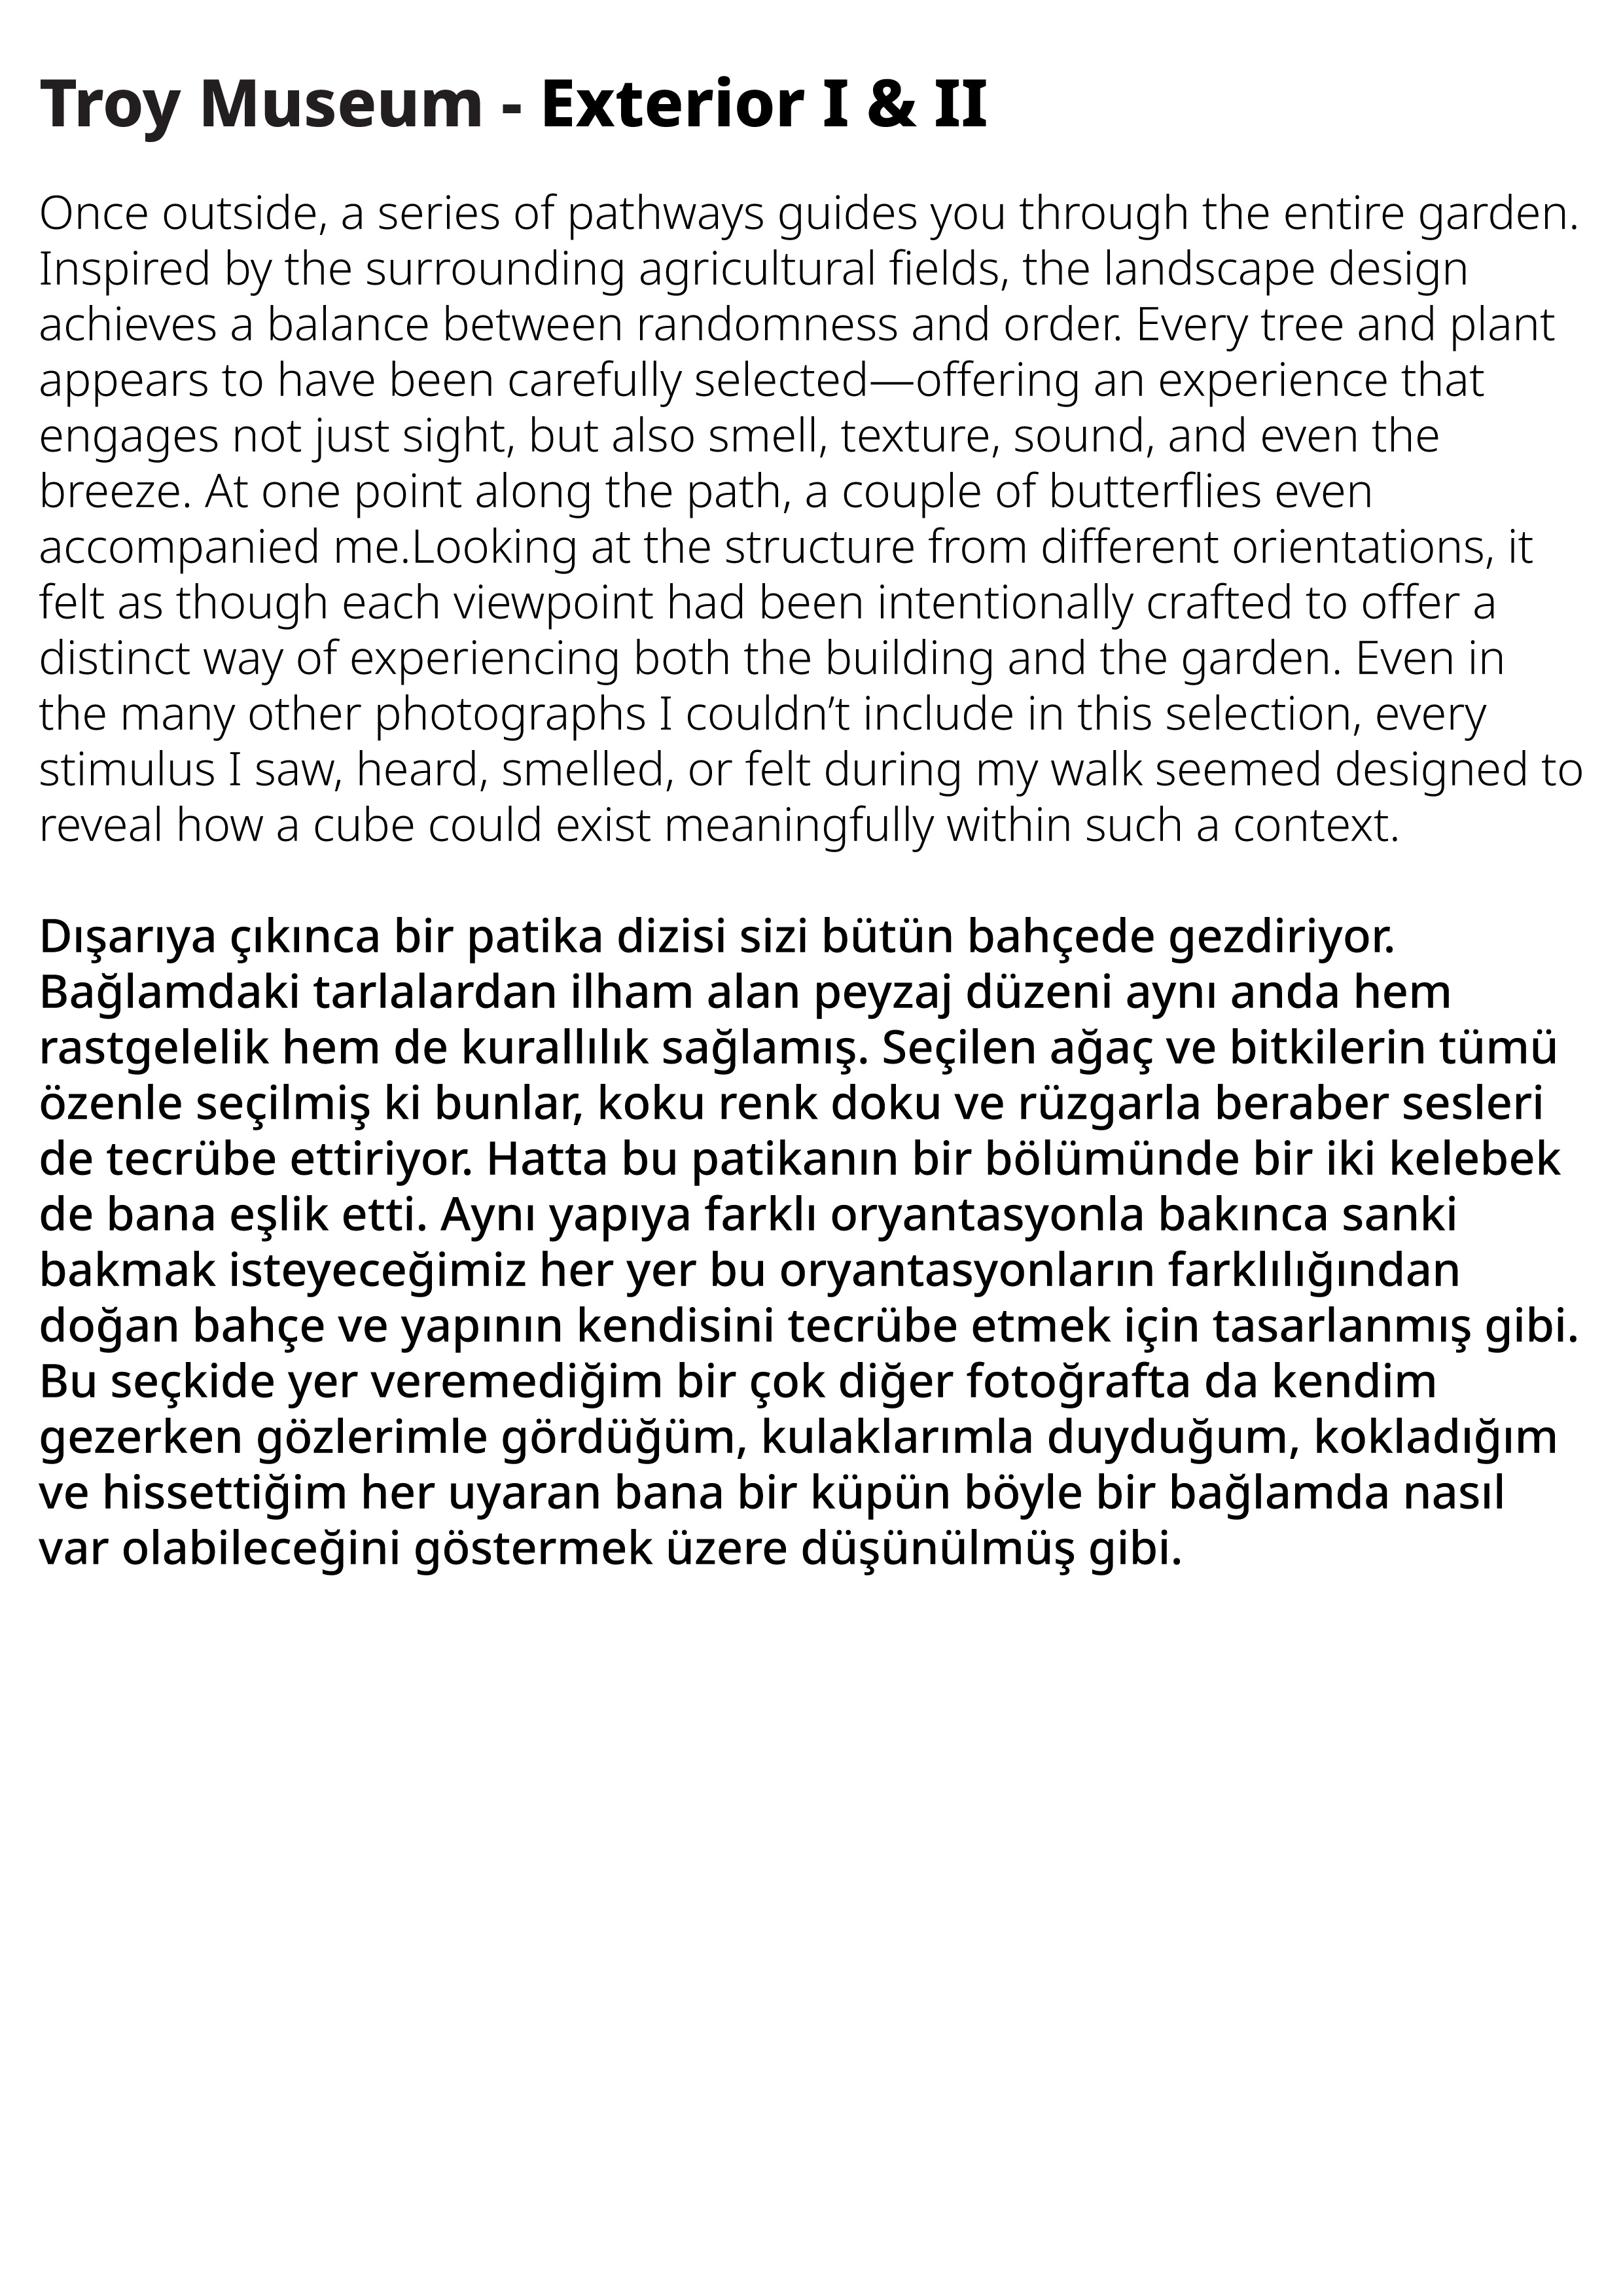 Troy Museum - Exterior I & II
Once outside, a series of pathways guides you through the entire garden.
Inspired by the surrounding agricultural fields, the landscape design
achieves a balance between randomness and order. Every tree and plant
appears to have been carefully selected—offering an experience that
engages not just sight, but also smell, texture, sound, and even the
breeze. At one point along the path, a couple of butterflies even
accompanied me.Looking at the structure from different orientations, it
felt as though each viewpoint had been intentionally crafted to offer a
distinct way of experiencing both the building and the garden. Even in
the many other photographs I couldn’t include in this selection, every
stimulus I saw, heard, smelled, or felt during my walk seemed designed to
reveal how a cube could exist meaningfully within such a context.
Dışarıya çıkınca bir patika dizisi sizi bütün bahçede gezdiriyor.
Bağlamdaki tarlalardan ilham alan peyzaj düzeni aynı anda hem
rastgelelik hem de kurallılık sağlamış. Seçilen ağaç ve bitkilerin tümü
özenle seçilmiş ki bunlar, koku renk doku ve rüzgarla beraber sesleri
de tecrübe ettiriyor. Hatta bu patikanın bir bölümünde bir iki kelebek
de bana eşlik etti. Aynı yapıya farklı oryantasyonla bakınca sanki
bakmak isteyeceğimiz her yer bu oryantasyonların farklılığından
doğan bahçe ve yapının kendisini tecrübe etmek için tasarlanmış gibi.
Bu seçkide yer veremediğim bir çok diğer fotoğrafta da kendim
gezerken gözlerimle gördüğüm, kulaklarımla duyduğum, kokladığım
ve hissettiğim her uyaran bana bir küpün böyle bir bağlamda nasıl
var olabileceğini göstermek üzere düşünülmüş gibi.